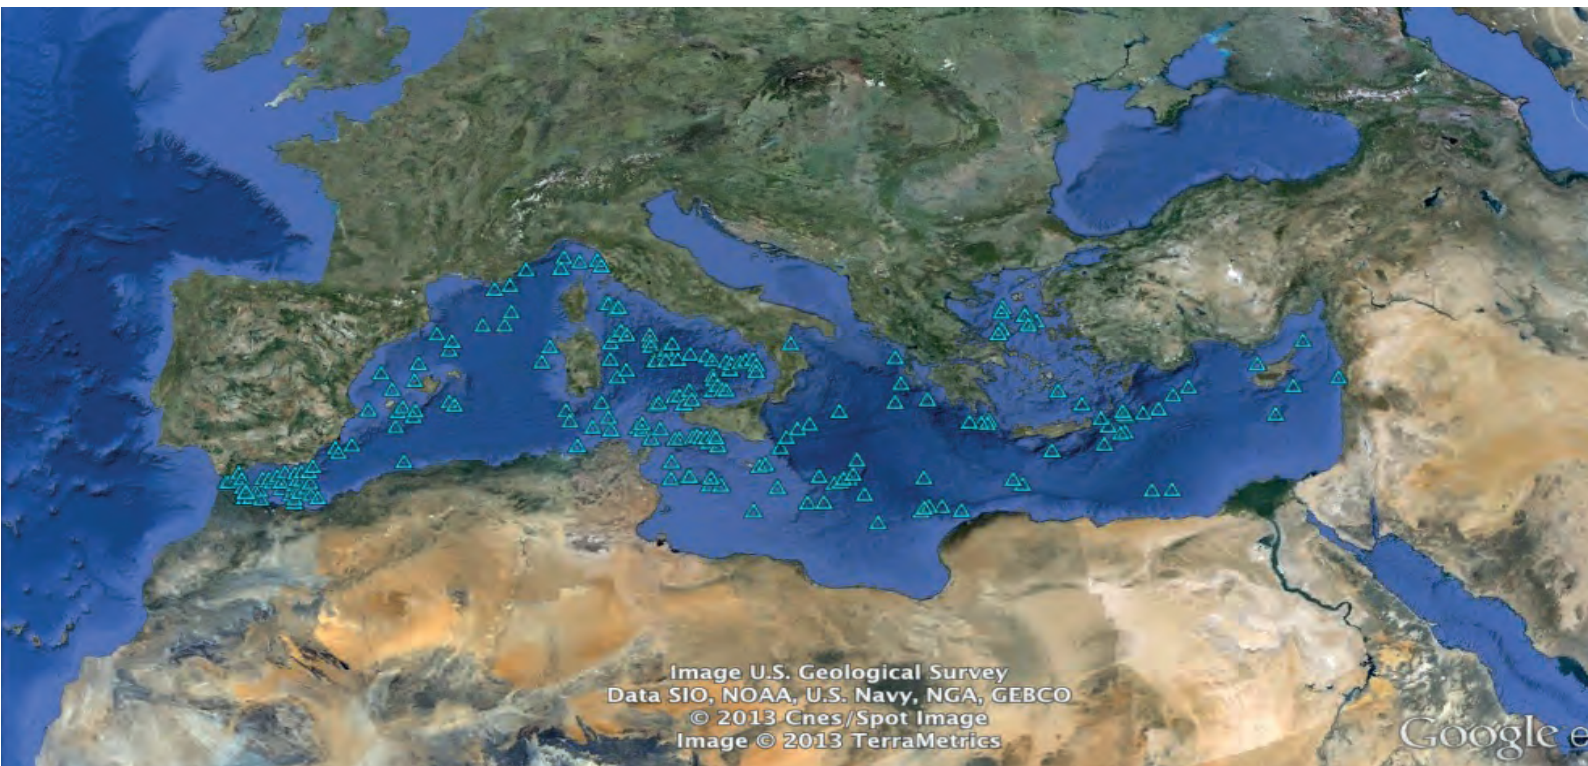 Image U.S. Geological Survey
Data SIO, NOAA, U.S. Navy, NGA, GEBCO
© 2013 Cnes/Spot Image
Image © 2013 TerraMetrics
Google e